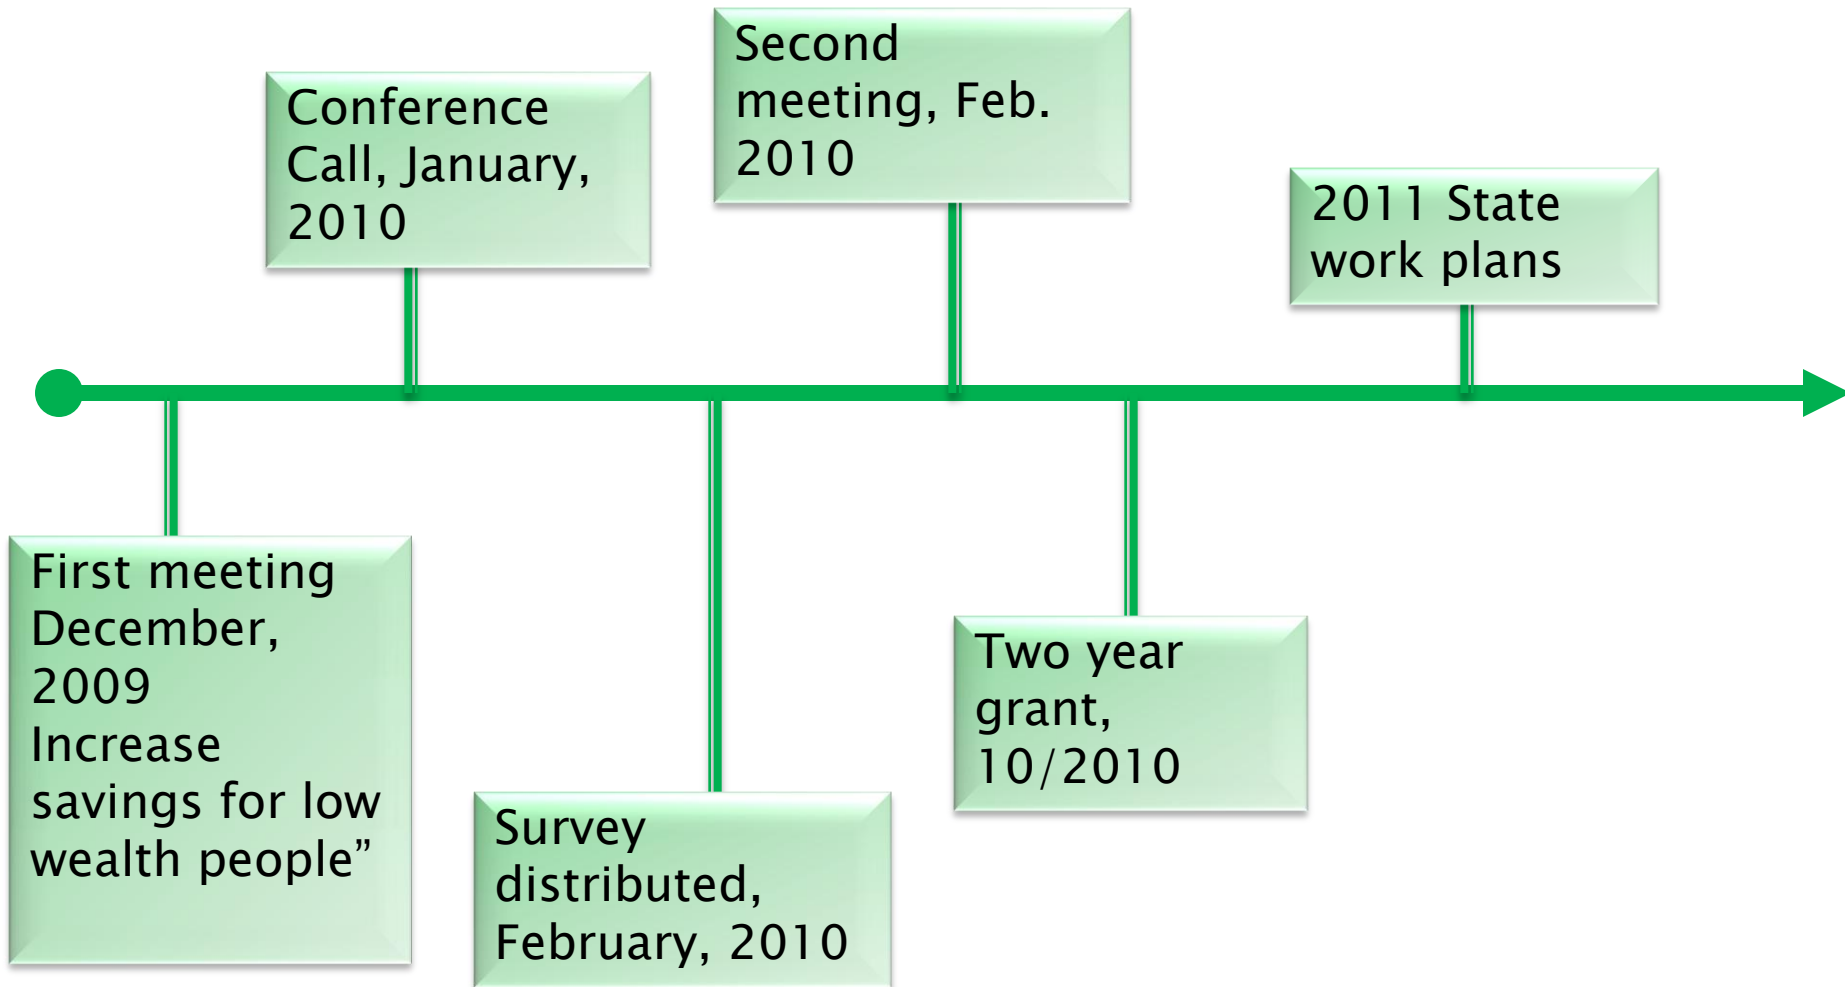 First meeting
December,
2009
Increase
savings for low
wealth people”
Conference
Call, January,
2010
Survey
distributed,
February, 2010
Second
meeting, Feb.
2010
Two year
grant,
10/2010
2011 State
work plans